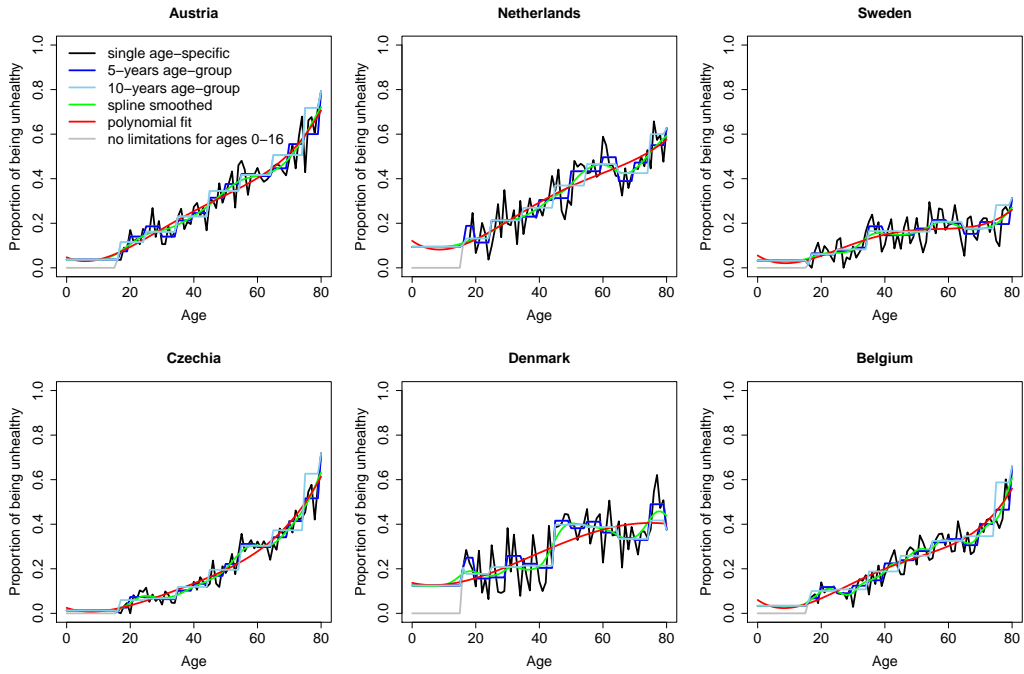 Austria
Proportion of being unhealthy
0.0 0.2 0.4 0.6 0.8 1.0
single age−specific
5−years age−group
10−years age−group
spline smoothed
polynomial fit
no limitations for ages 0−16
0 20 40 60 80
Age
Netherlands
Proportion of being unhealthy
0.0 0.2 0.4 0.6 0.8 1.0
0 20 40 60 80
Age
Sweden
Proportion of being unhealthy
0.0 0.2 0.4 0.6 0.8 1.0
0 20 40 60 80
Age
Czechia
Proportion of being unhealthy
0.0 0.2 0.4 0.6 0.8 1.0
0 20 40 60 80
Age
Denmark
Proportion of being unhealthy
0.0 0.2 0.4 0.6 0.8 1.0
0 20 40 60 80
Age
Belgium
Proportion of being unhealthy
0.0 0.2 0.4 0.6 0.8 1.0
0 20 40 60 80
Age